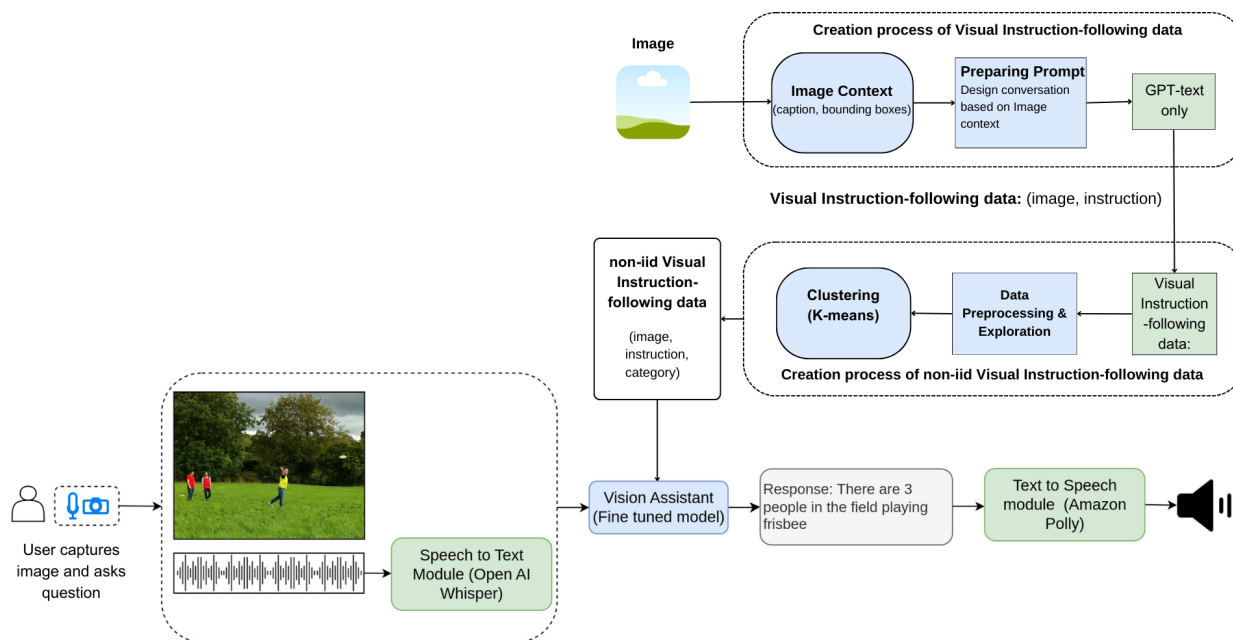 Creation process of Visual Instruction-following data
Image
Image Context
(caption, bounding boxes)
Preparing Prompt
Design conversation
based on Image
context
GPT-text
only
Visual Instruction-following data: (image, instruction)
non-iid Visual
Instruction-
following data
(image,
instruction,
category)
Clustering
(K-means)
Data
Preprocessing &
Exploration
Visual
Instruction
-following
data:
Creation process of non-iid Visual Instruction-following data
User captures
image and asks
question
Speech to Text
Module (Open AI
Whisper)
Vision Assistant
(Fine tuned model)
Response: There are 3
people in the field playing
frisbee
Text to Speech
module (Amazon
Polly)